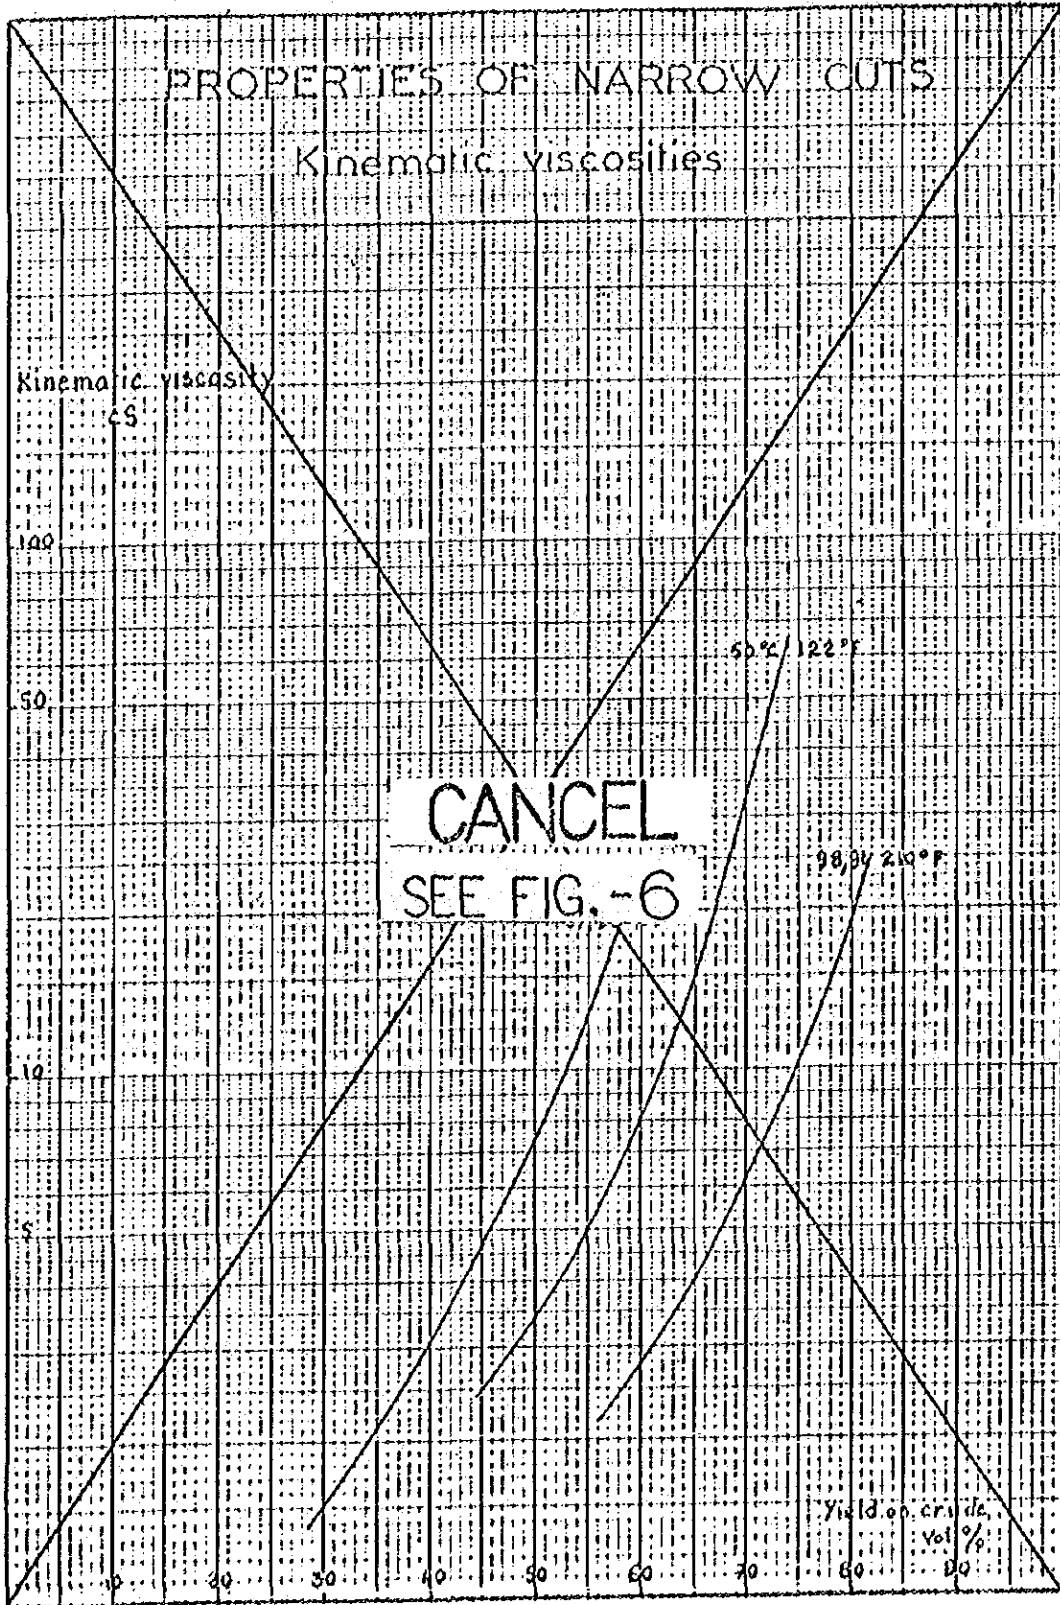 PROPERTIES OF NARROW CUTS
Kinematic viscosities
Kinematic viscosity
cS
100
50° C/ 122° F
50
CANCEL
98,9/ 210° F
SEE FIG.-6
10
5
Yield on crude,
Vol %
10 20 30 40 50 60 70 80 90